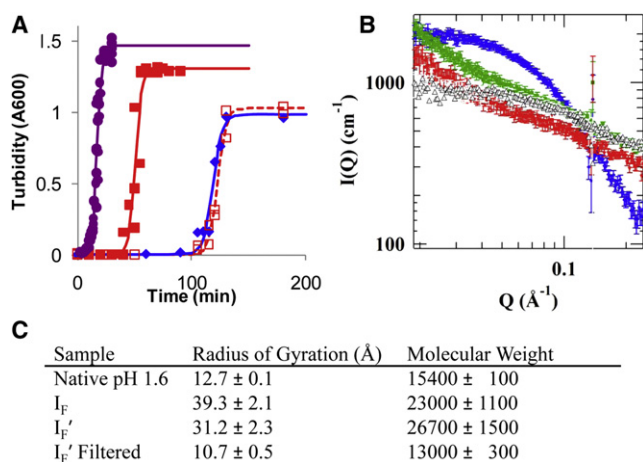 A
1.5
1
0.5
0
Turbidity (A600)
0 100 200
Time (min)
B
1000
100
I(Q) (cm⁻¹)
0.1
Q (Å⁻¹)
C
Sample Radius of Gyration (Å) Molecular Weight
Native pH 1.6 12.7 ± 0.1 15400 ± 100
I_F 39.3 ± 2.1 23000 ± 1100
I_F' 31.2 ± 2.3 26700 ± 1500
I_F' Filtered 10.7 ± 0.5 13000 ± 300